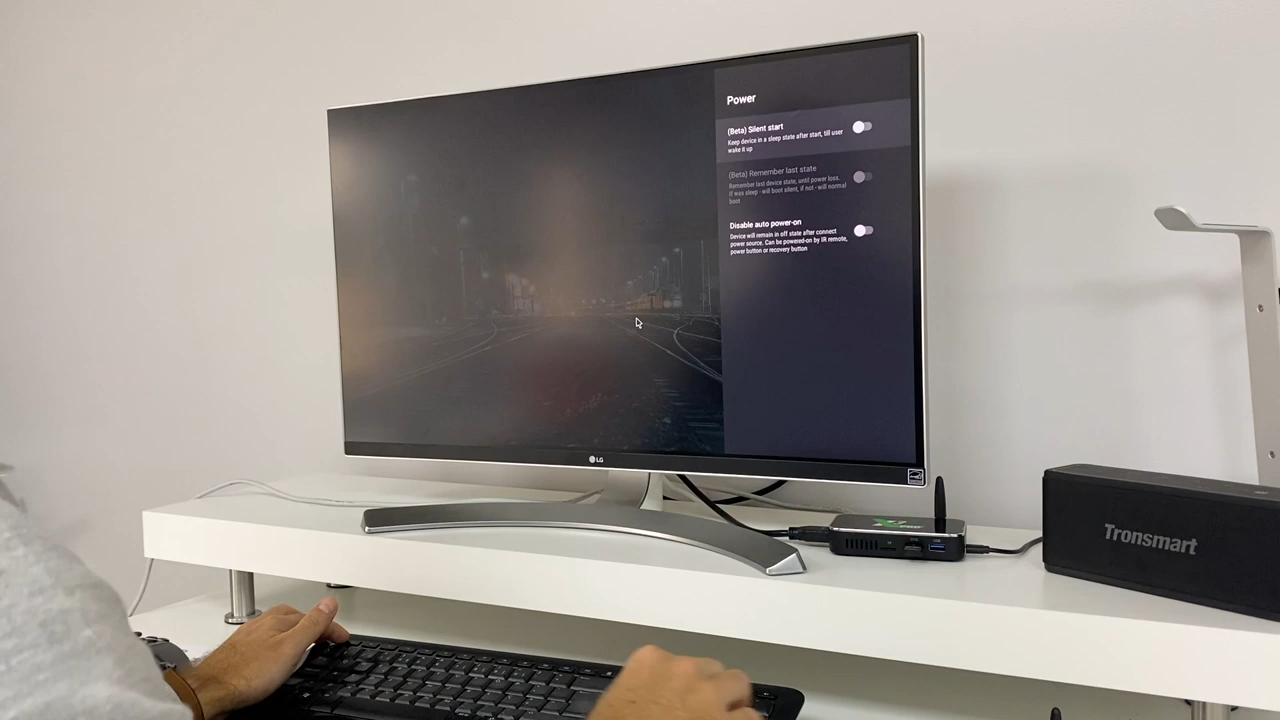 Power
(Beta) Silent start
Keep device in a sleep state after start, till user
wake it up
(Beta) Remember last state
Remember last device state, until power loss.
If was sleep - will boot silent, if not - will normal
boot
Disable auto power-on
Device will remain in off state after connect
power source. Can be powered-on by IR remote,
power button or recovery button
LG
Tronsmart